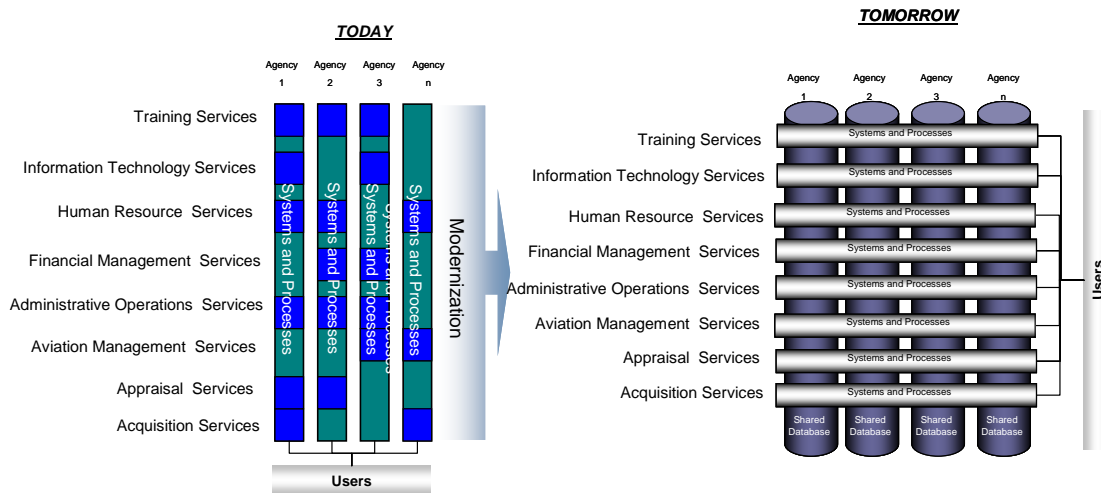 TODAY
Agency
1
Agency
2
Agency
3
Agency
n
Training Services
Information Technology Services
Human Resource  Services
Financial Management  Services
Administrative Operations  Services
Aviation Management  Services
Appraisal  Services
Acquisition Services
Systems and Processes
Systems and Processes
Systems and Processes
Systems and Processes
Systems and Processes
Users
Modernization
TOMORROW
Agency
1
Agency
2
Agency
3
Agency
n
Training Services
Systems and Processes
Information Technology Services
Systems and Processes
Human Resource  Services
Systems and Processes
Financial Management  Services
Systems and Processes
Administrative Operations  Services
Systems and Processes
Aviation Management  Services
Systems and Processes
Appraisal  Services
Systems and Processes
Acquisition Services
Systems and Processes
Shared
Database
Shared
Database
Shared
Database
Shared
Database
Users